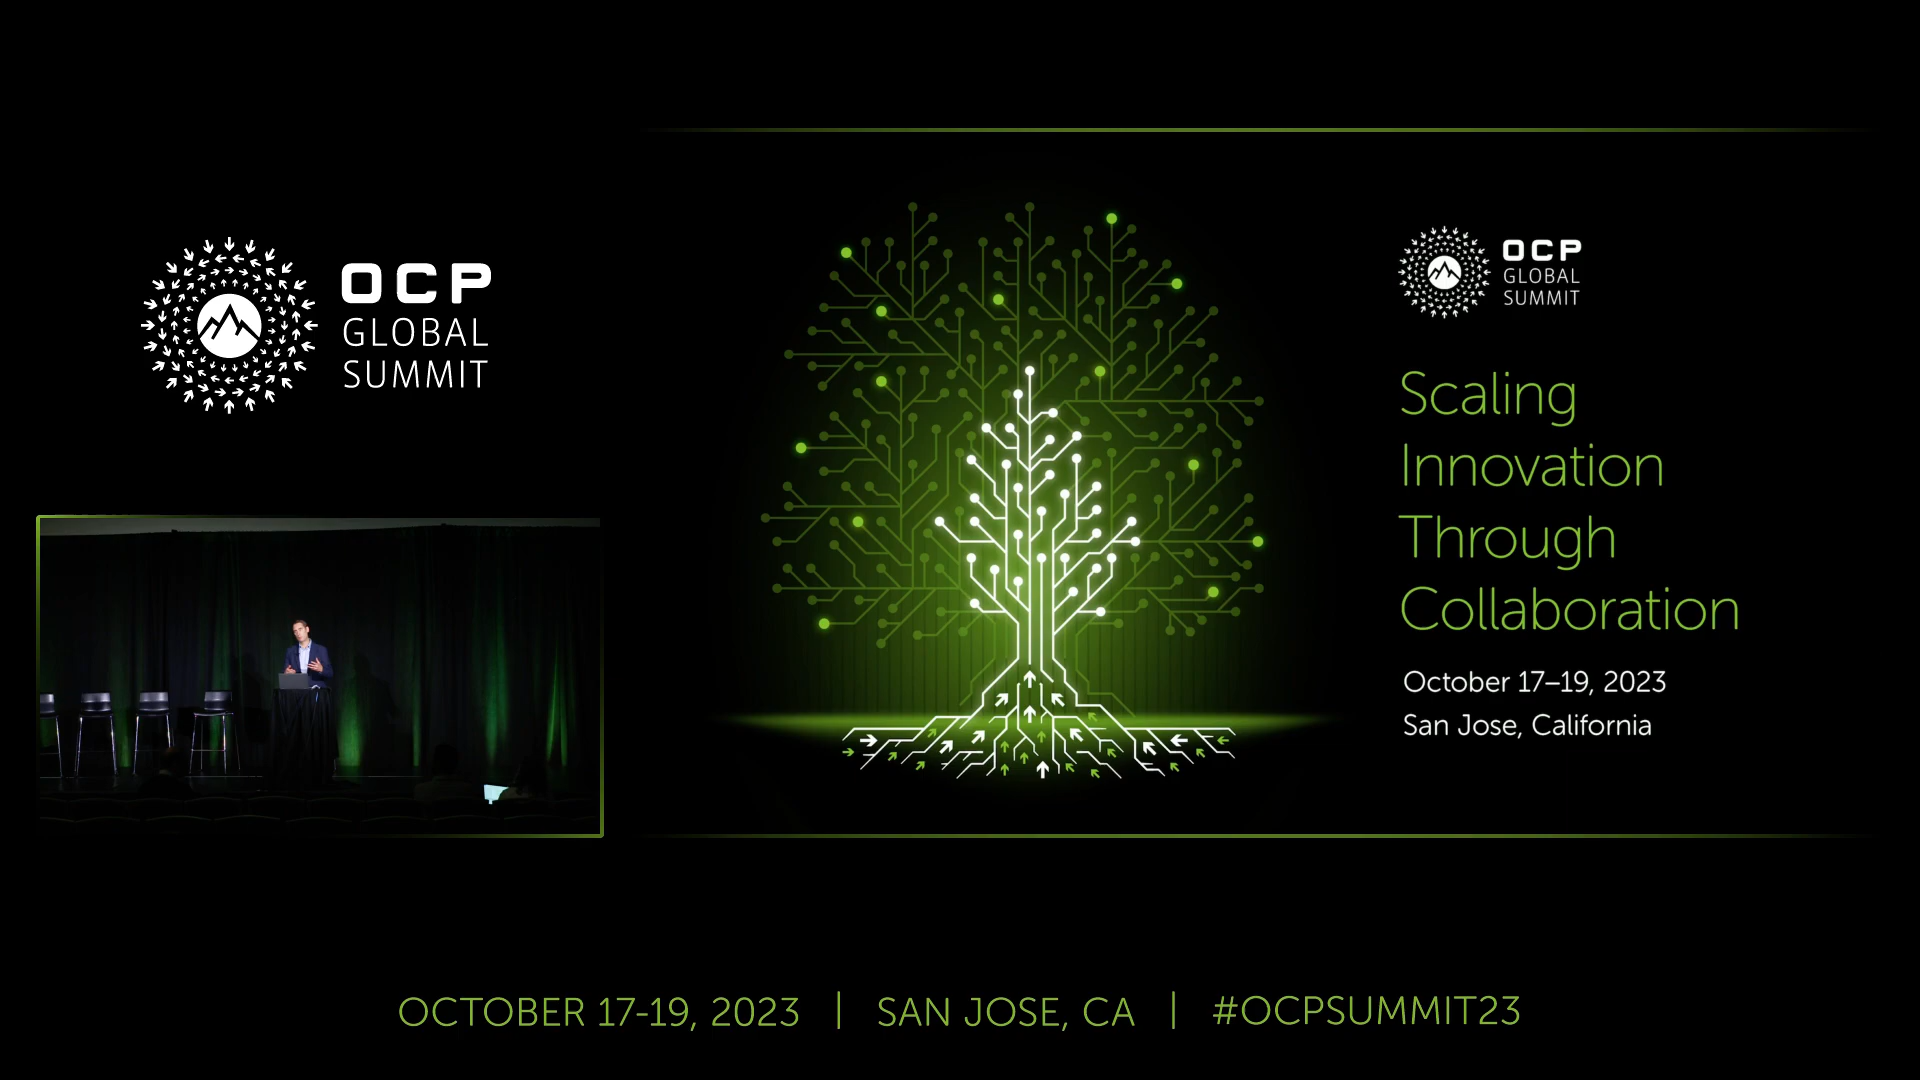 OCP
GLOBAL
SUMMIT
OCP
GLOBAL
SUMMIT
Scaling
Innovation
Through
Collaboration
October 17–19, 2023
San Jose, California
OCTOBER 17-19, 2023 | SAN JOSE, CA | #OCPSUMMIT23